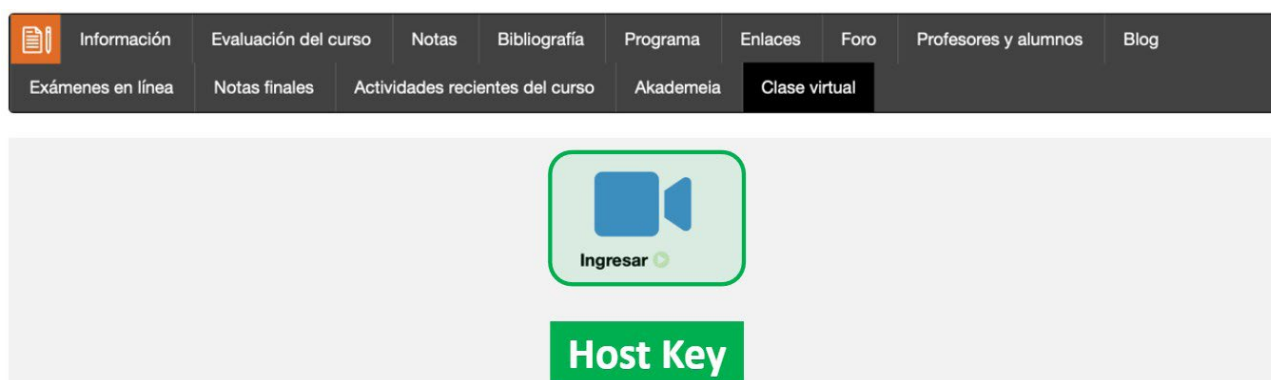 Información Evaluación del curso Notas Bibliografía Programa Enlaces Foro Profesores y alumnos Blog
Exámenes en línea Notas finales Actividades recientes del curso Akademeia Clase virtual
Ingresar
Host Key